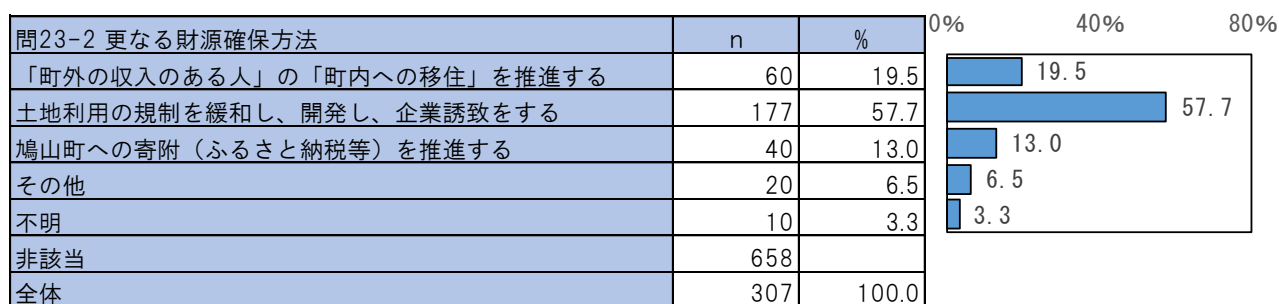 問23-2 更なる財源確保方法 n %
「町外の収入のある人」の「町内への移住」を推進する 60 19.5
土地利用の規制を緩和し、開発し、企業誘致をする 177 57.7
鳩山町への寄附（ふるさと納税等）を推進する 40 13.0
その他 20 6.5
不明 10 3.3
非該当 658
全体 307 100.0
0% 40% 80%
19.5
57.7
13.0
6.5
3.3